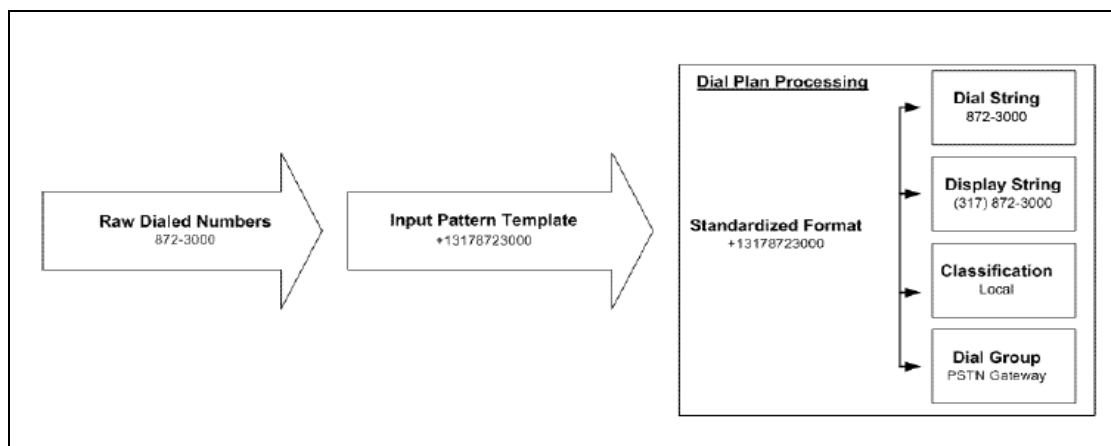 Raw Dialed Numbers
872-3000
Input Pattern Template
+13178723000
Dial Plan Processing
Standardized Format
+13178723000
Dial String
872-3000
Display String
(317) 872-3000
Classification
Local
Dial Group
PSTN Gateway